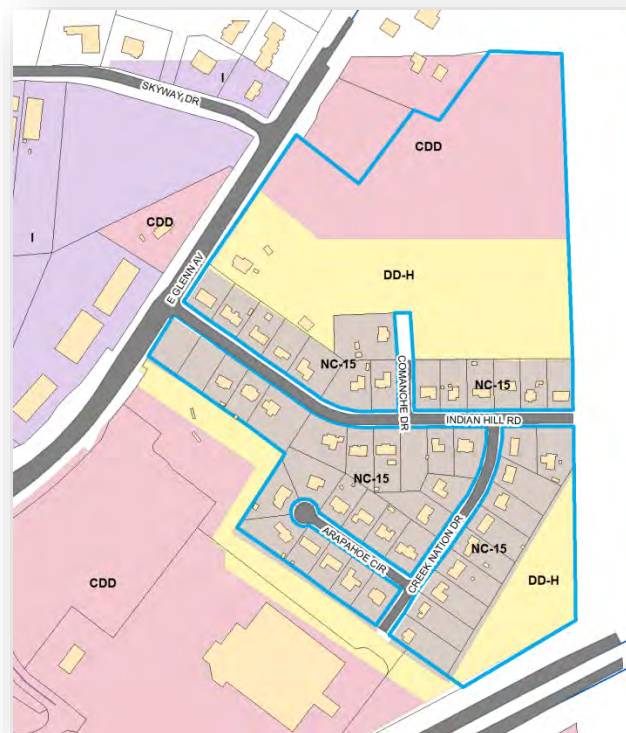 I
SKYWAY DR
CDD
CDD
I
E GLENN AV
DD-H
NC-15
COMANCHE DR
NC-15
INDIAN HILL RD
NC-15
ARAPAHOE CIR
CREEK NATION DR
NC-15
DD-H
CDD